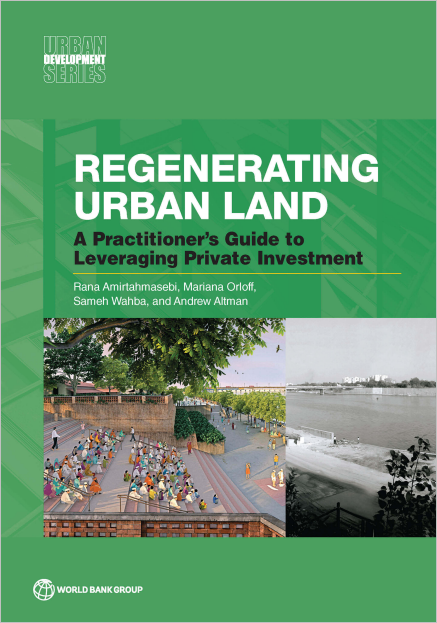 URBAN
DEVELOPMENT
SERIES
REGENERATING
URBAN LAND
A Practitioner’s Guide to
Leveraging Private Investment
Rana Amirtahmasebi, Mariana Orloff,
Sameh Wahba, and Andrew Altman
WORLD BANK GROUP